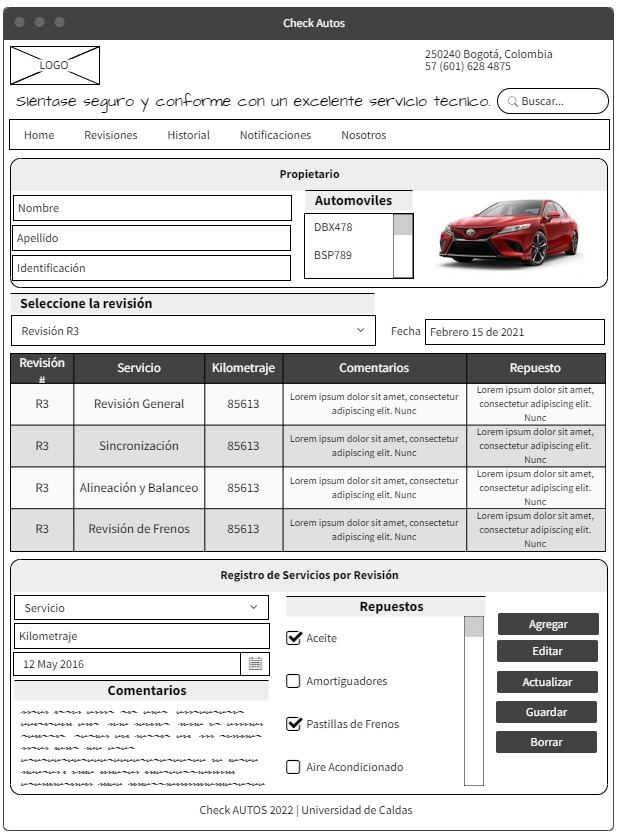 Check Autos
LOGO
250240 Bogotá, Colombia
57 (601) 628 4875
Siéntase seguro y conforme con un excelente servicio técnico.
Buscar...
Home Revisiones Historial Notificaciones Nosotros
Propietario
Nombre
Apellido
Identificación
Automoviles
DBX478
BSP789
Seleccione la revisión
Revisión R3
Fecha Febrero 15 de 2021
Revisión # Servicio Kilometraje Comentarios Repuesto
R3 Revisión General 85613 Lorem ipsum dolor sit amet, consectetur adipiscing elit. Nunc Lorem ipsum dolor sit amet, consectetur adipiscing elit. Nunc
R3 Sincronización 85613 Lorem ipsum dolor sit amet, consectetur adipiscing elit. Nunc Lorem ipsum dolor sit amet, consectetur adipiscing elit. Nunc
R3 Alineación y Balanceo 85613 Lorem ipsum dolor sit amet, consectetur adipiscing elit. Nunc Lorem ipsum dolor sit amet, consectetur adipiscing elit. Nunc
R3 Revisión de Frenos 85613 Lorem ipsum dolor sit amet, consectetur adipiscing elit. Nunc Lorem ipsum dolor sit amet, consectetur adipiscing elit. Nunc
Registro de Servicios por Revisión
Servicio
Kilometraje
12 May 2016
Comentarios
Repuestos
Aceite
Amortiguadores
Pastillas de Frenos
Aire Acondicionado
Agregar
Editar
Actualizar
Guardar
Borrar
Check AUTOS 2022 | Universidad de Caldas